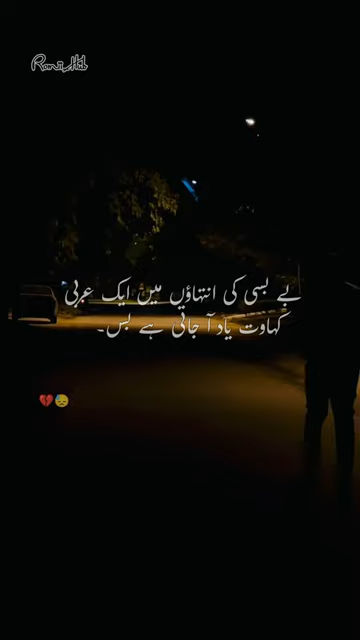 بے بسی کی انتہاؤں میں ایک عربی
کہاوت یاد آ جاتی ہے بس۔
💔😓